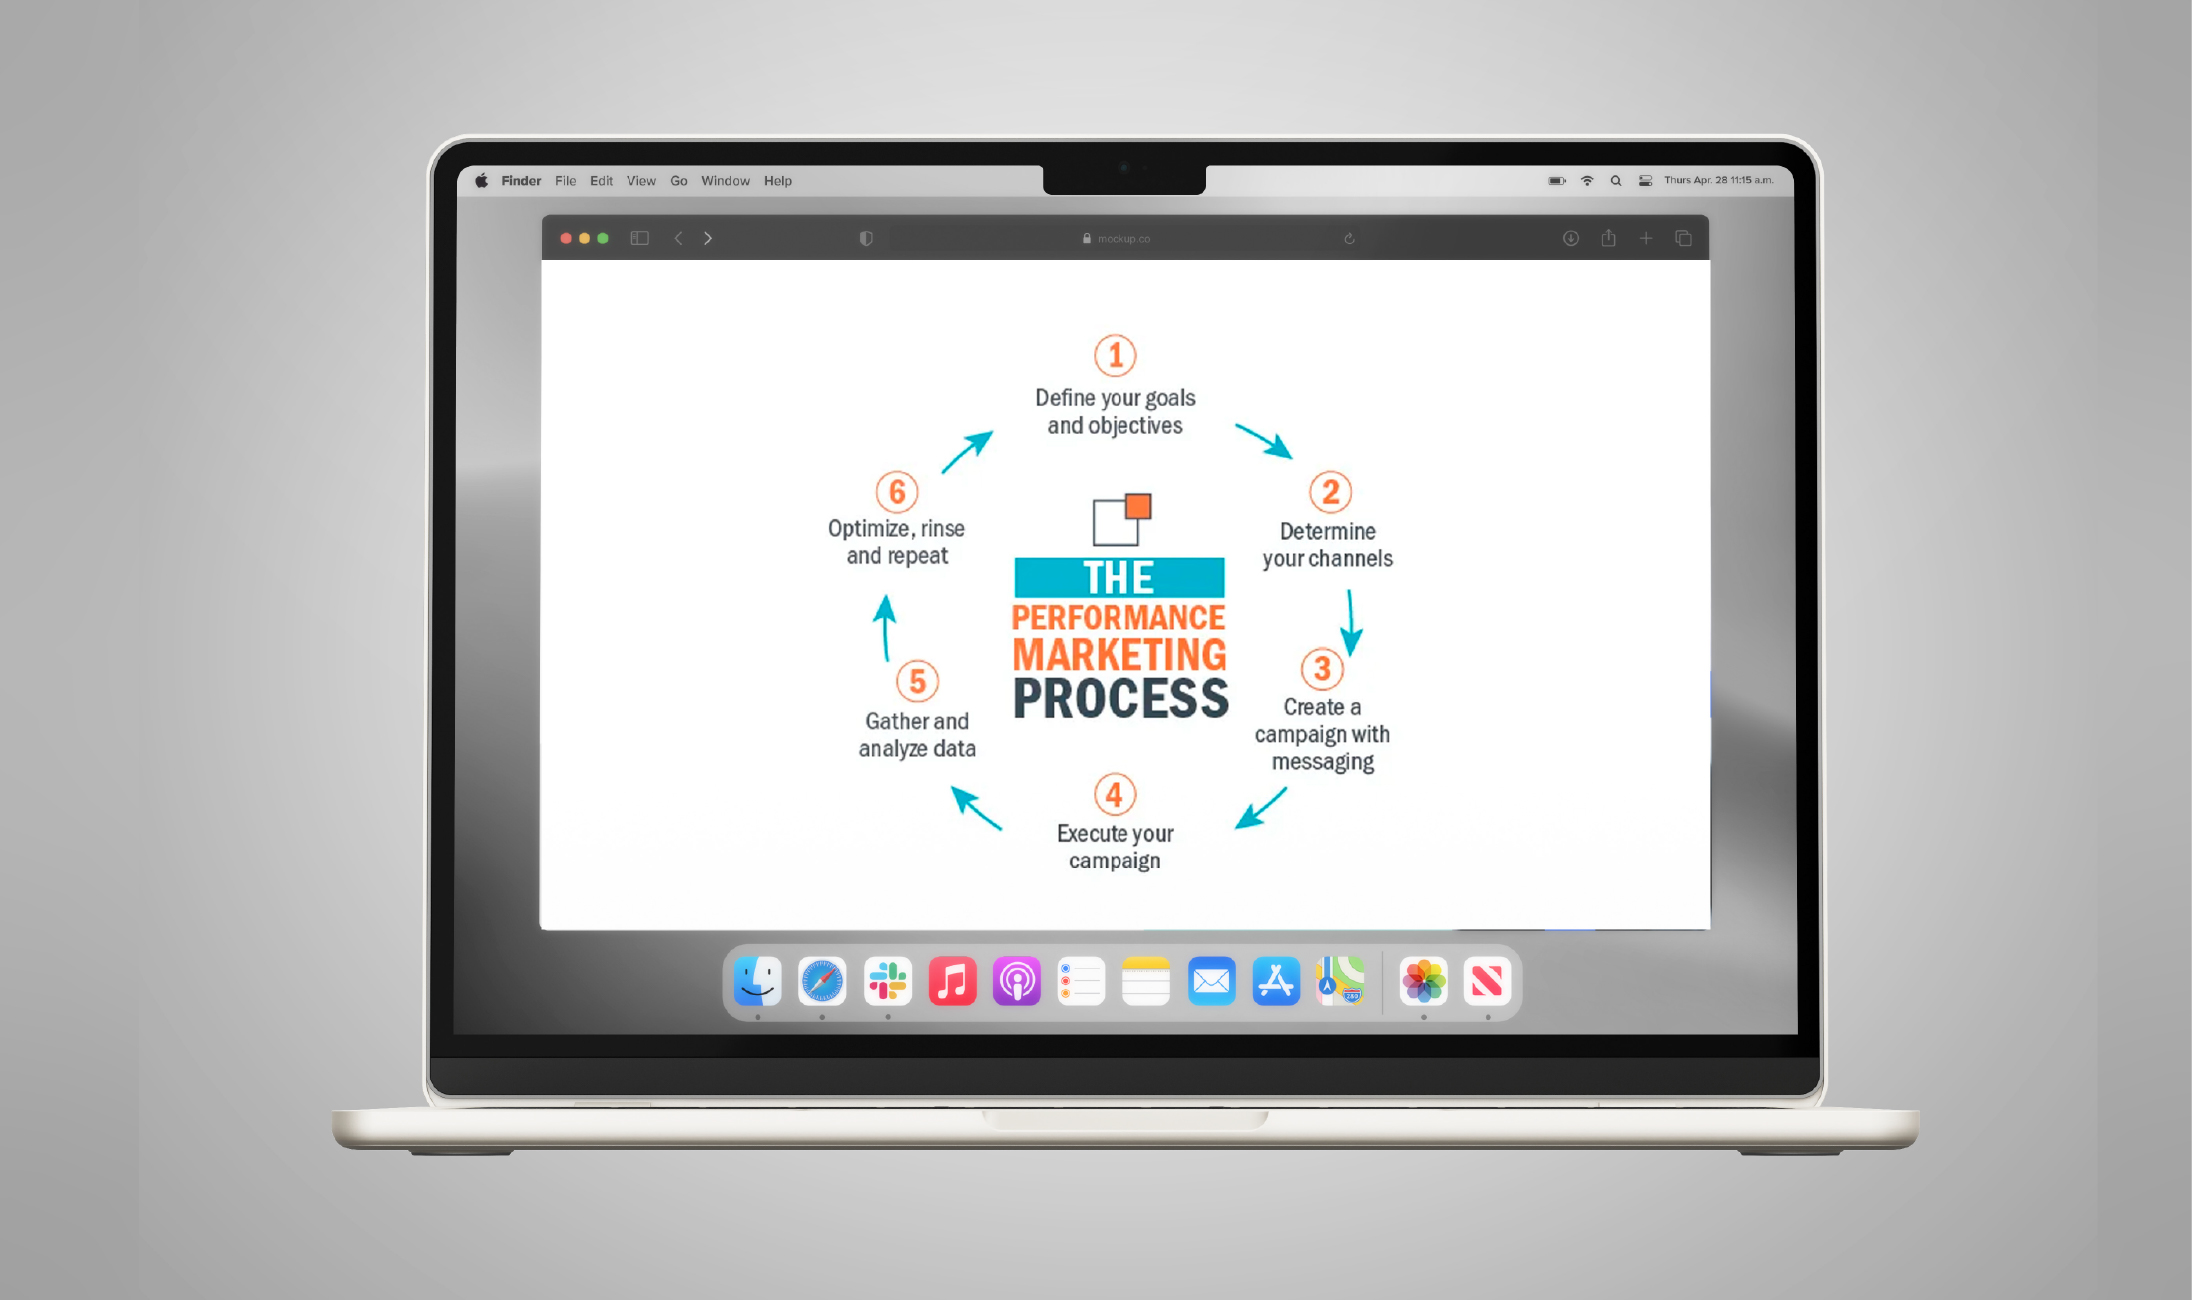 Finder File Edit View Go Window Help
Thurs Apr. 28 11:15 a.m.
mockup.co
1
Define your goals
and objectives
2
Determine
your channels
3
Create a
campaign with
messaging
4
Execute your
campaign
5
Gather and
analyze data
6
Optimize, rinse
and repeat
THE
PERFORMANCE
MARKETING
PROCESS
280